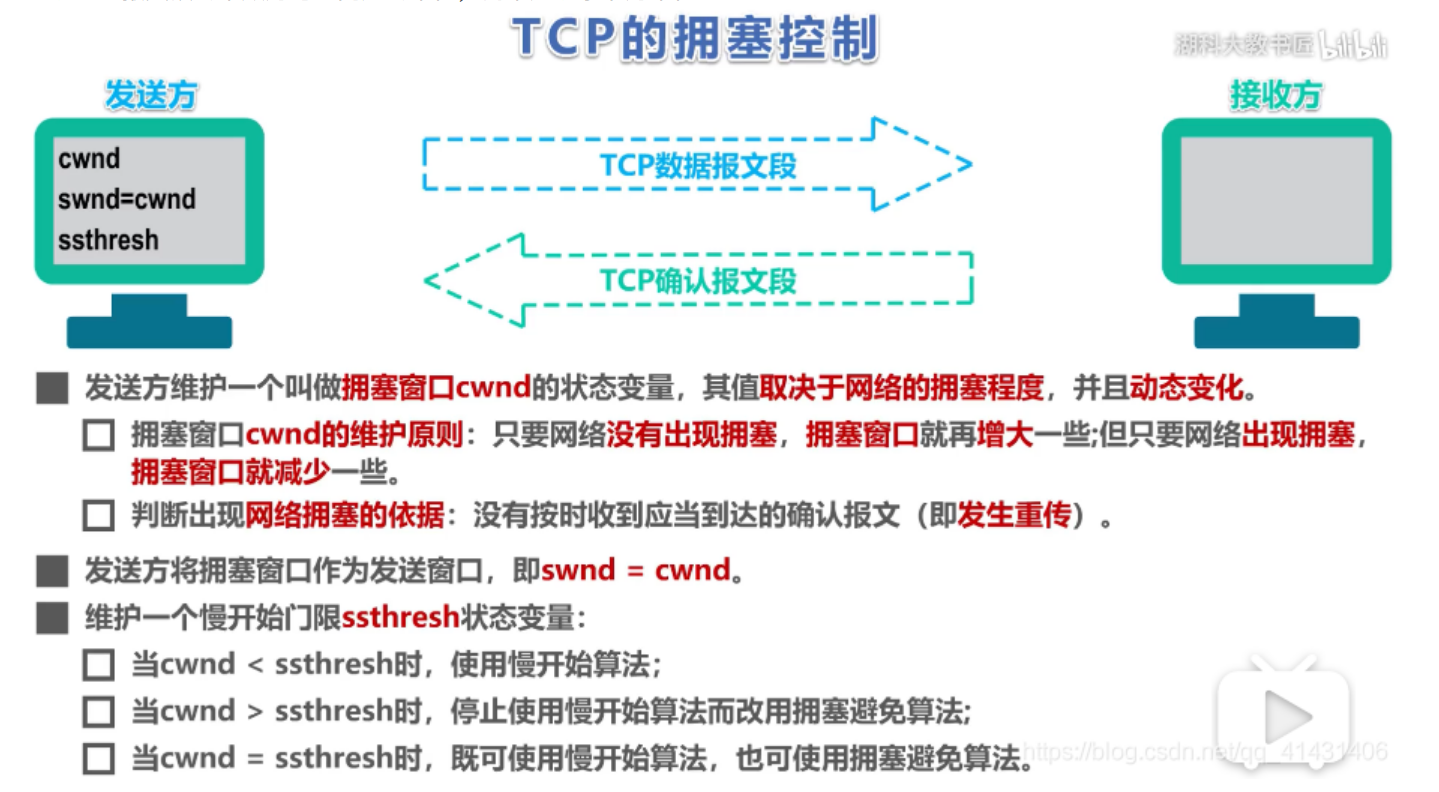 TCP的拥塞控制
湖科大教书匠 bilibili
发送方
接收方
cwnd
swnd=cwnd
ssthresh
TCP数据报文段
TCP确认报文段
发送方维护一个叫做拥塞窗口cwnd的状态变量，其值取决于网络的拥塞程度，并且动态变化。
拥塞窗口cwnd的维护原则：只要网络没有出现拥塞，拥塞窗口就再增大一些;但只要网络出现拥塞，
拥塞窗口就减少一些。
判断出现网络拥塞的依据：没有按时收到应当到达的确认报文（即发生重传）。
发送方将拥塞窗口作为发送窗口，即swnd = cwnd。
维护一个慢开始门限ssthresh状态变量：
当cwnd < ssthresh时，使用慢开始算法；
当cwnd > ssthresh时，停止使用慢开始算法而改用拥塞避免算法;
当cwnd = ssthresh时，既可使用慢开始算法，也可使用拥塞避免算法。
https://blog.csdn.net/qq_41431406